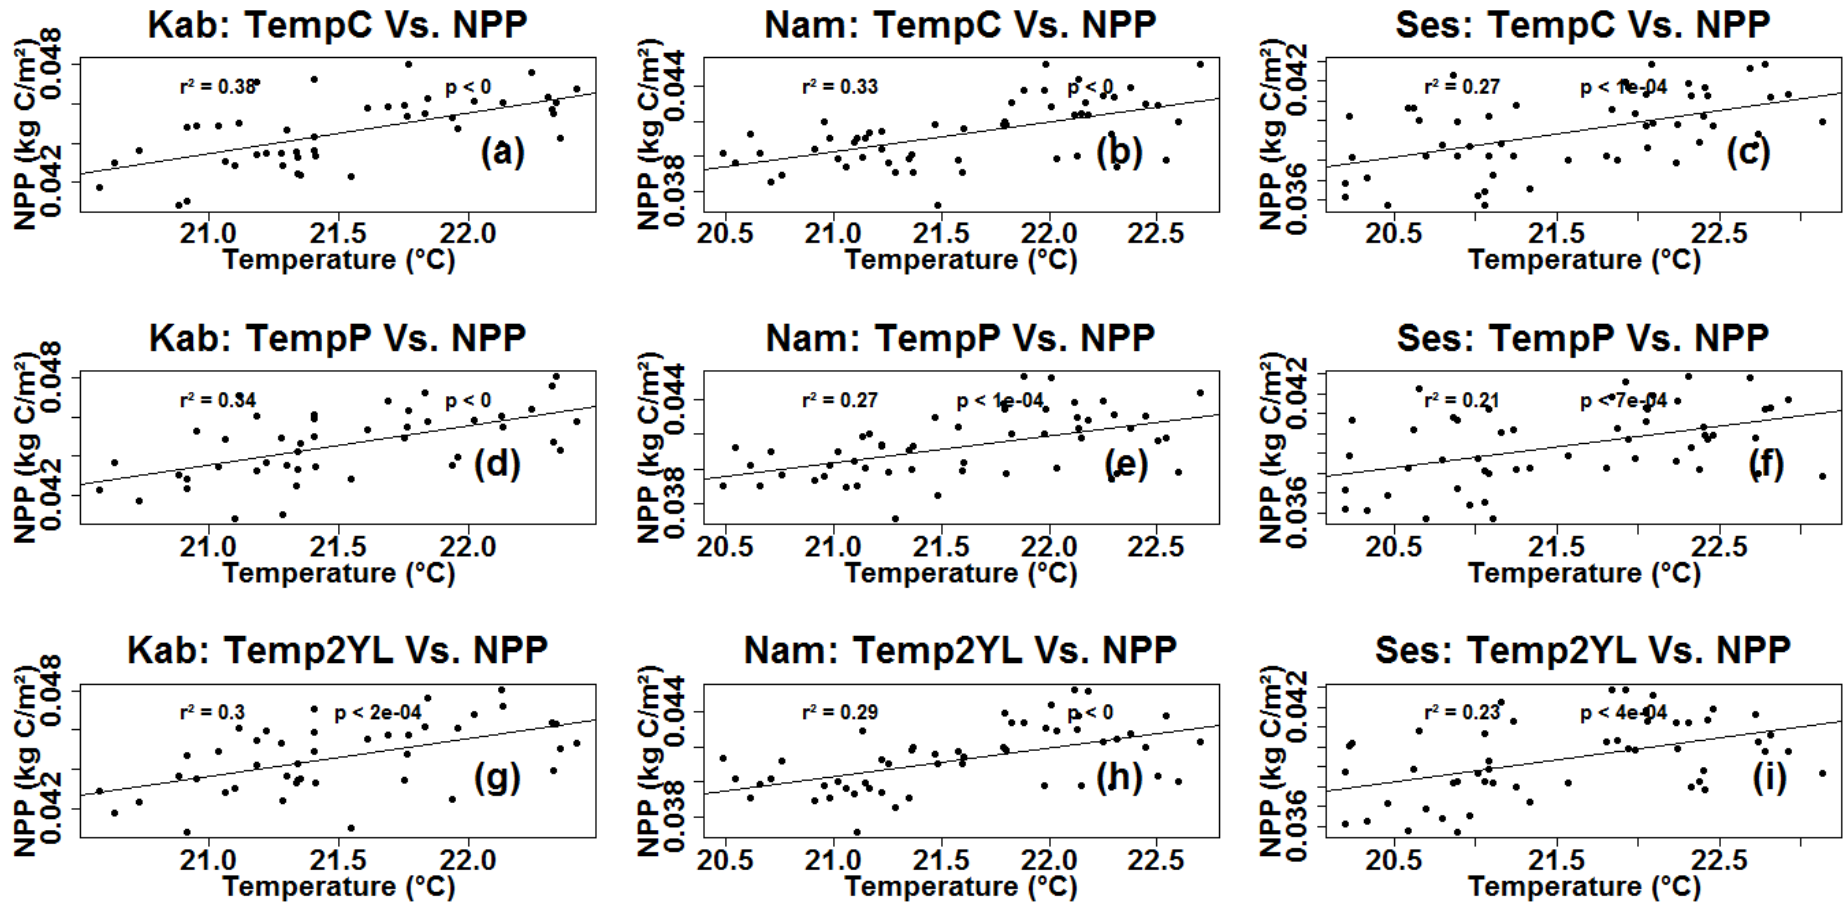 Kab: TempC Vs. NPP
NPP (kg C/m²)
0.048
0.042
r² = 0.38
p < 0
(a)
21.0 21.5 22.0
Temperature (°C)
Nam: TempC Vs. NPP
NPP (kg C/m²)
0.044
0.038
r² = 0.33
p < 0
(b)
20.5 21.0 21.5 22.0 22.5
Temperature (°C)
Ses: TempC Vs. NPP
NPP (kg C/m²)
0.042
0.036
r² = 0.27
p < 1e-04
(c)
20.5 21.5 22.5
Temperature (°C)
Kab: TempP Vs. NPP
NPP (kg C/m²)
0.048
0.042
r² = 0.34
p < 0
(d)
21.0 21.5 22.0
Temperature (°C)
Nam: TempP Vs. NPP
NPP (kg C/m²)
0.044
0.038
r² = 0.27
p < 1e-04
(e)
20.5 21.0 21.5 22.0 22.5
Temperature (°C)
Ses: TempP Vs. NPP
NPP (kg C/m²)
0.042
0.036
r² = 0.21
p < 7e-04
(f)
20.5 21.5 22.5
Temperature (°C)
Kab: Temp2YL Vs. NPP
NPP (kg C/m²)
0.048
0.042
r² = 0.3
p < 2e-04
(g)
21.0 21.5 22.0
Temperature (°C)
Nam: Temp2YL Vs. NPP
NPP (kg C/m²)
0.044
0.038
r² = 0.29
p < 0
(h)
20.5 21.0 21.5 22.0 22.5
Temperature (°C)
Ses: Temp2YL Vs. NPP
NPP (kg C/m²)
0.042
0.036
r² = 0.23
p < 4e-04
(i)
20.5 21.5 22.5
Temperature (°C)